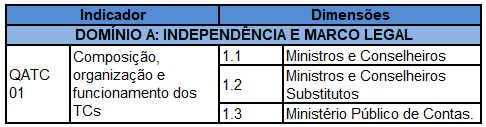 Indicador Dimensões
DOMÍNIO A: INDEPENDÊNCIA E MARCO LEGAL
QATC 01
Composição, organização e funcionamento dos TCs
1.1 Ministros e Conselheiros
1.2 Ministros e Conselheiros Substitutos
1.3 Ministério Público de Contas.